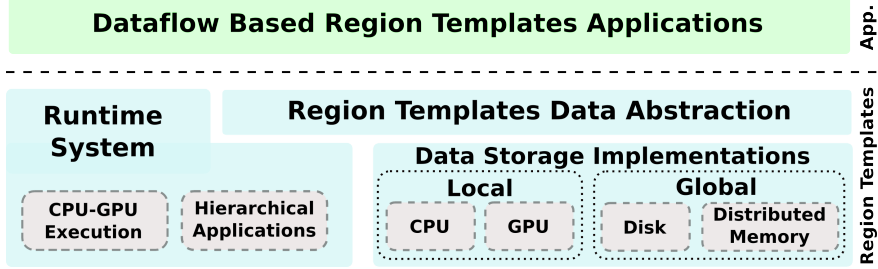 Dataflow Based Region Templates Applications
App.
Runtime
System
Region Templates Data Abstraction
Data Storage Implementations
Local
Global
CPU-GPU
Execution
Hierarchical
Applications
CPU
GPU
Disk
Distributed
Memory
Region Templates